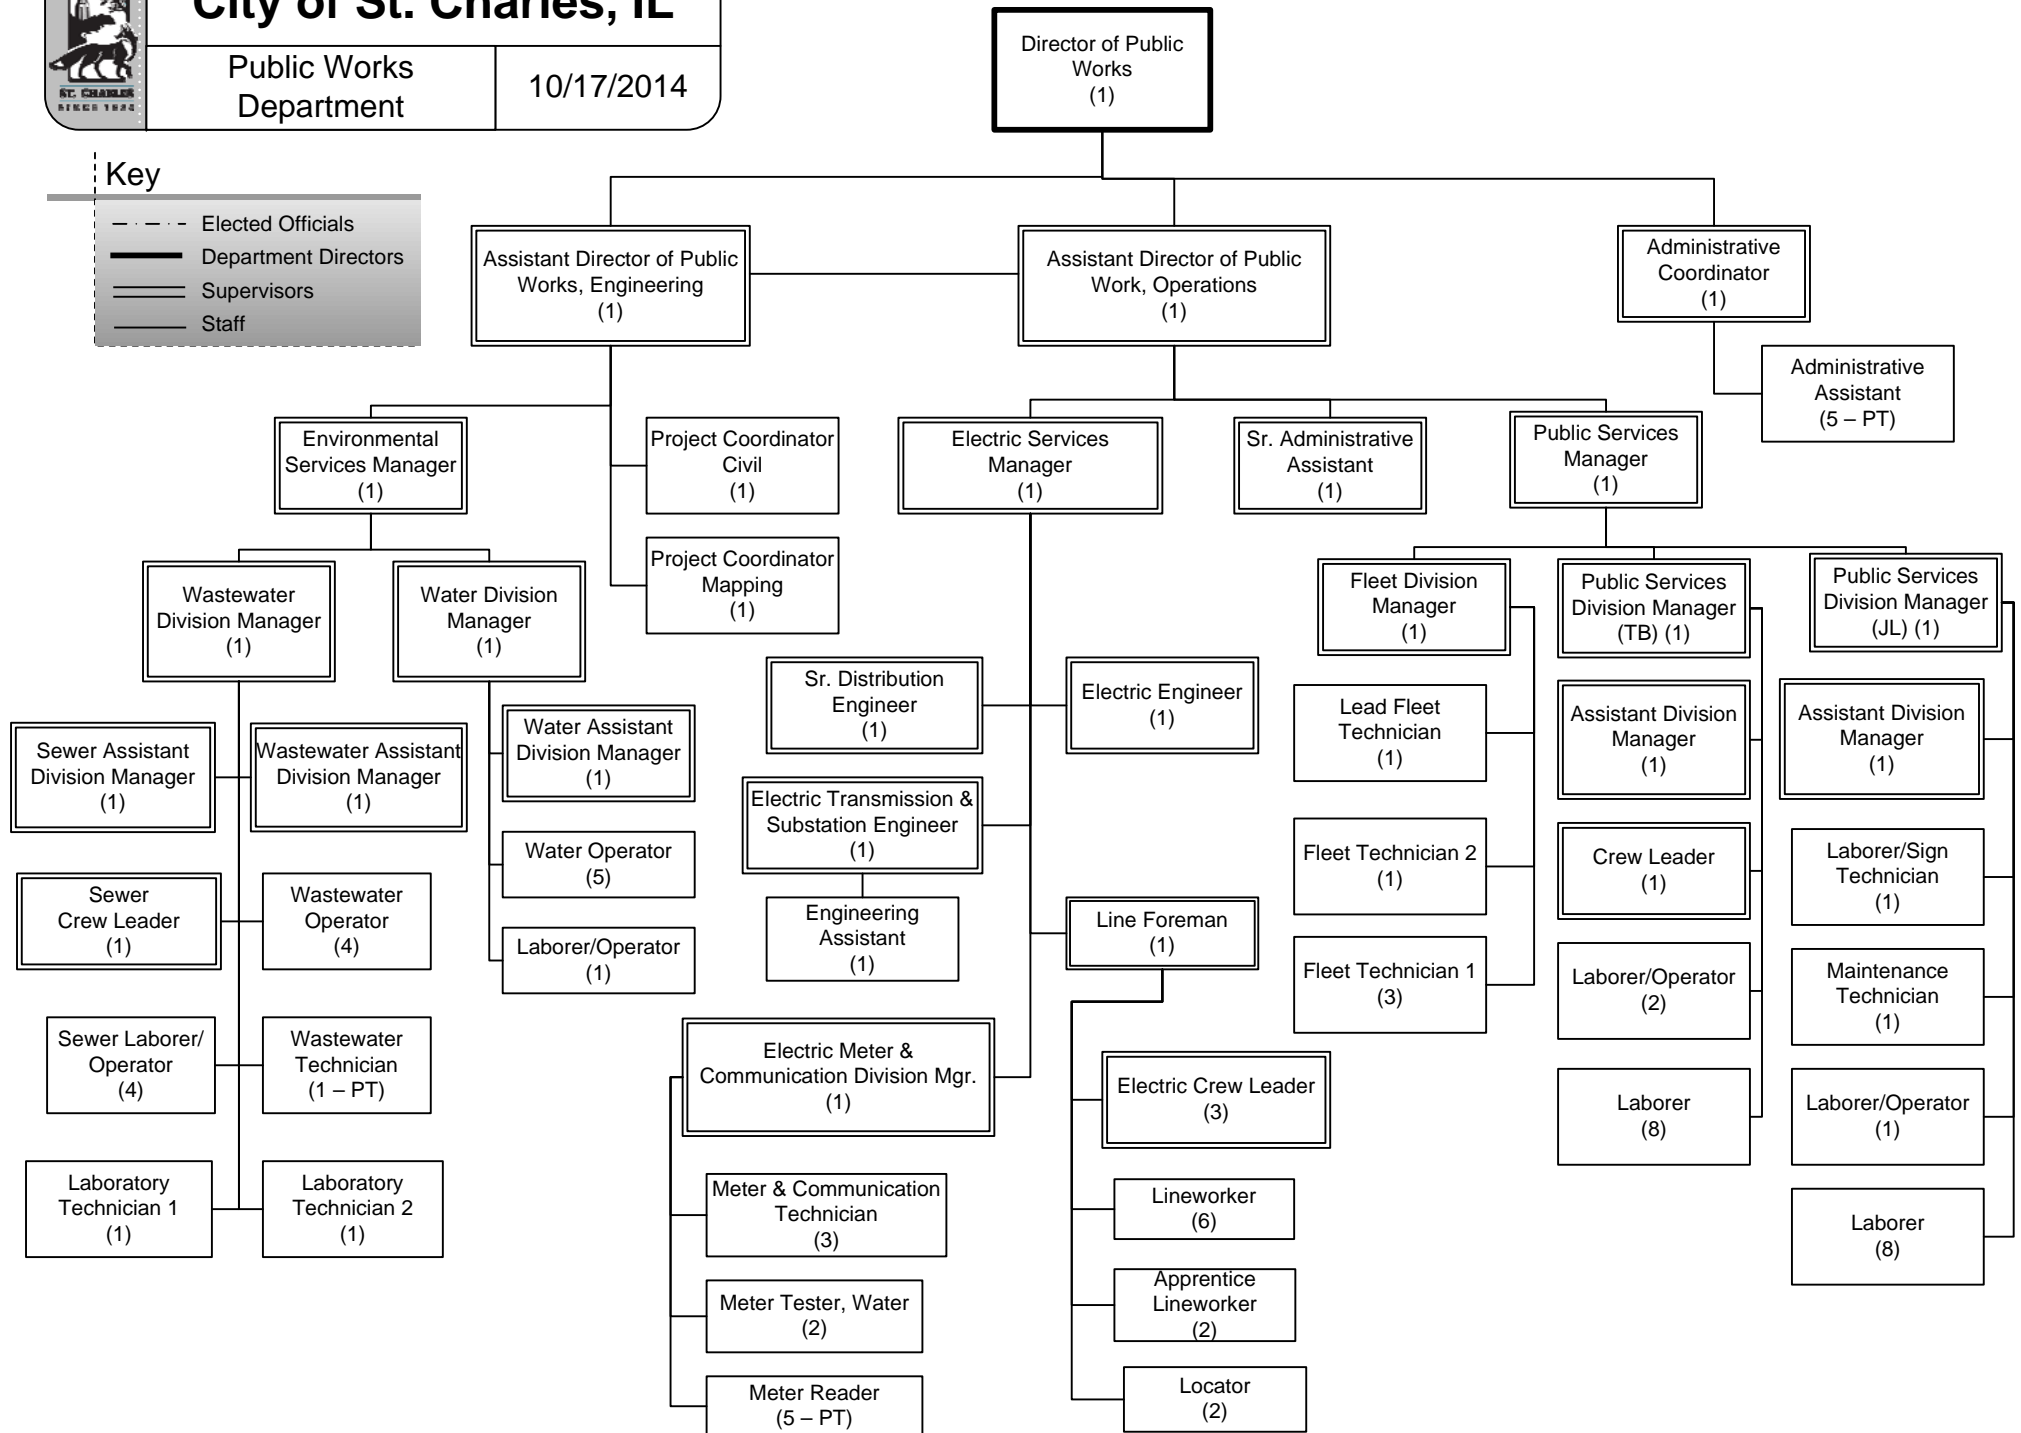 City of St. Charles, IL
Public Works
Department
10/17/2014
ST. CHARLES
SINCE 1834
Key
Elected Officials
Department Directors
Supervisors
Staff
Director of Public
Works
(1)
Assistant Director of Public
Works, Engineering
(1)
Assistant Director of Public
Work, Operations
(1)
Administrative
Coordinator
(1)
Administrative
Assistant
(5 – PT)
Environmental
Services Manager
(1)
Project Coordinator
Civil
(1)
Project Coordinator
Mapping
(1)
Electric Services
Manager
(1)
Sr. Administrative
Assistant
(1)
Public Services
Manager
(1)
Wastewater
Division Manager
(1)
Water Division
Manager
(1)
Fleet Division
Manager
(1)
Public Services
Division Manager
(TB) (1)
Public Services
Division Manager
(JL) (1)
Sewer Assistant
Division Manager
(1)
Wastewater Assistant
Division Manager
(1)
Sewer
Crew Leader
(1)
Wastewater
Operator
(4)
Sewer Laborer/
Operator
(4)
Wastewater
Technician
(1 – PT)
Laboratory
Technician 1
(1)
Laboratory
Technician 2
(1)
Water Assistant
Division Manager
(1)
Water Operator
(5)
Laborer/Operator
(1)
Sr. Distribution
Engineer
(1)
Electric Engineer
(1)
Electric Transmission &
Substation Engineer
(1)
Engineering
Assistant
(1)
Line Foreman
(1)
Electric Meter &
Communication Division Mgr.
(1)
Meter & Communication
Technician
(3)
Meter Tester, Water
(2)
Meter Reader
(5 – PT)
Electric Crew Leader
(3)
Lineworker
(6)
Apprentice
Lineworker
(2)
Locator
(2)
Lead Fleet
Technician
(1)
Fleet Technician 2
(1)
Fleet Technician 1
(3)
Assistant Division
Manager
(1)
Crew Leader
(1)
Laborer/Operator
(2)
Laborer
(8)
Assistant Division
Manager
(1)
Laborer/Sign
Technician
(1)
Maintenance
Technician
(1)
Laborer/Operator
(1)
Laborer
(8)